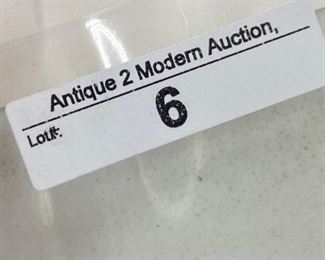 Antique 2 Modern Auction,
Lot#: 6